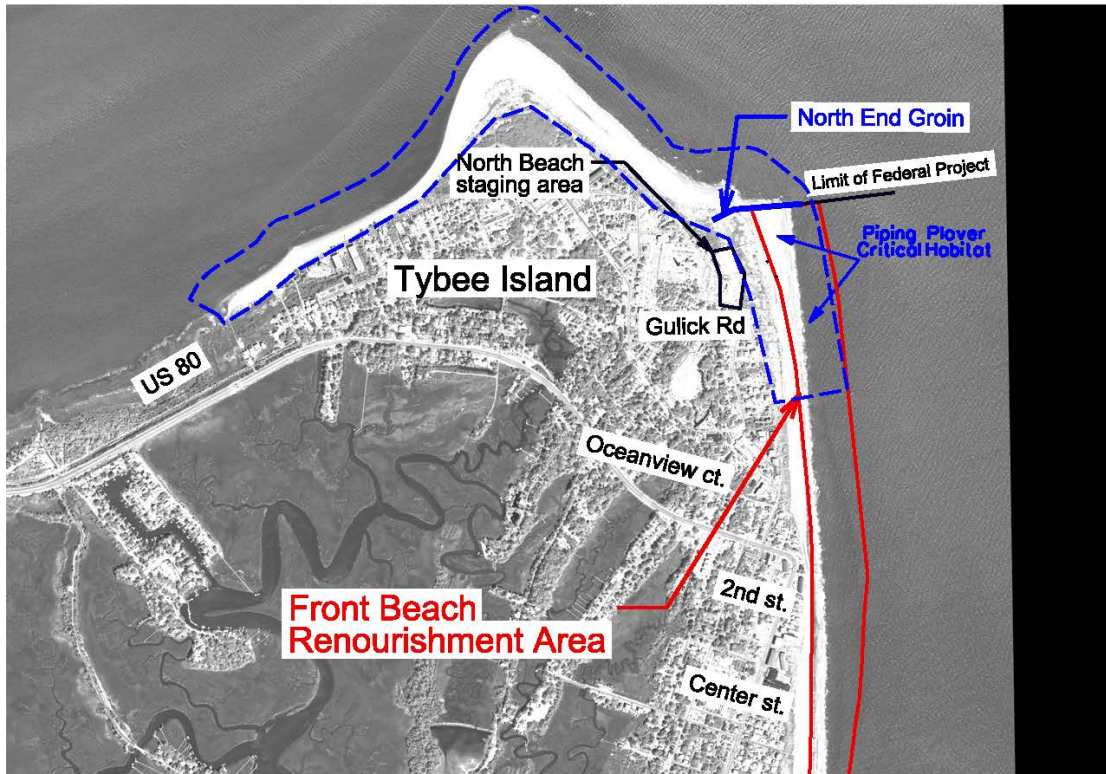 North End Groin
North Beach
staging area
Limit of Federal Project
Piping Plover
Critical Habitat
Tybee Island
Gulick Rd
US 80
Oceanview ct.
2nd st.
Front Beach
Renourishment Area
Center st.